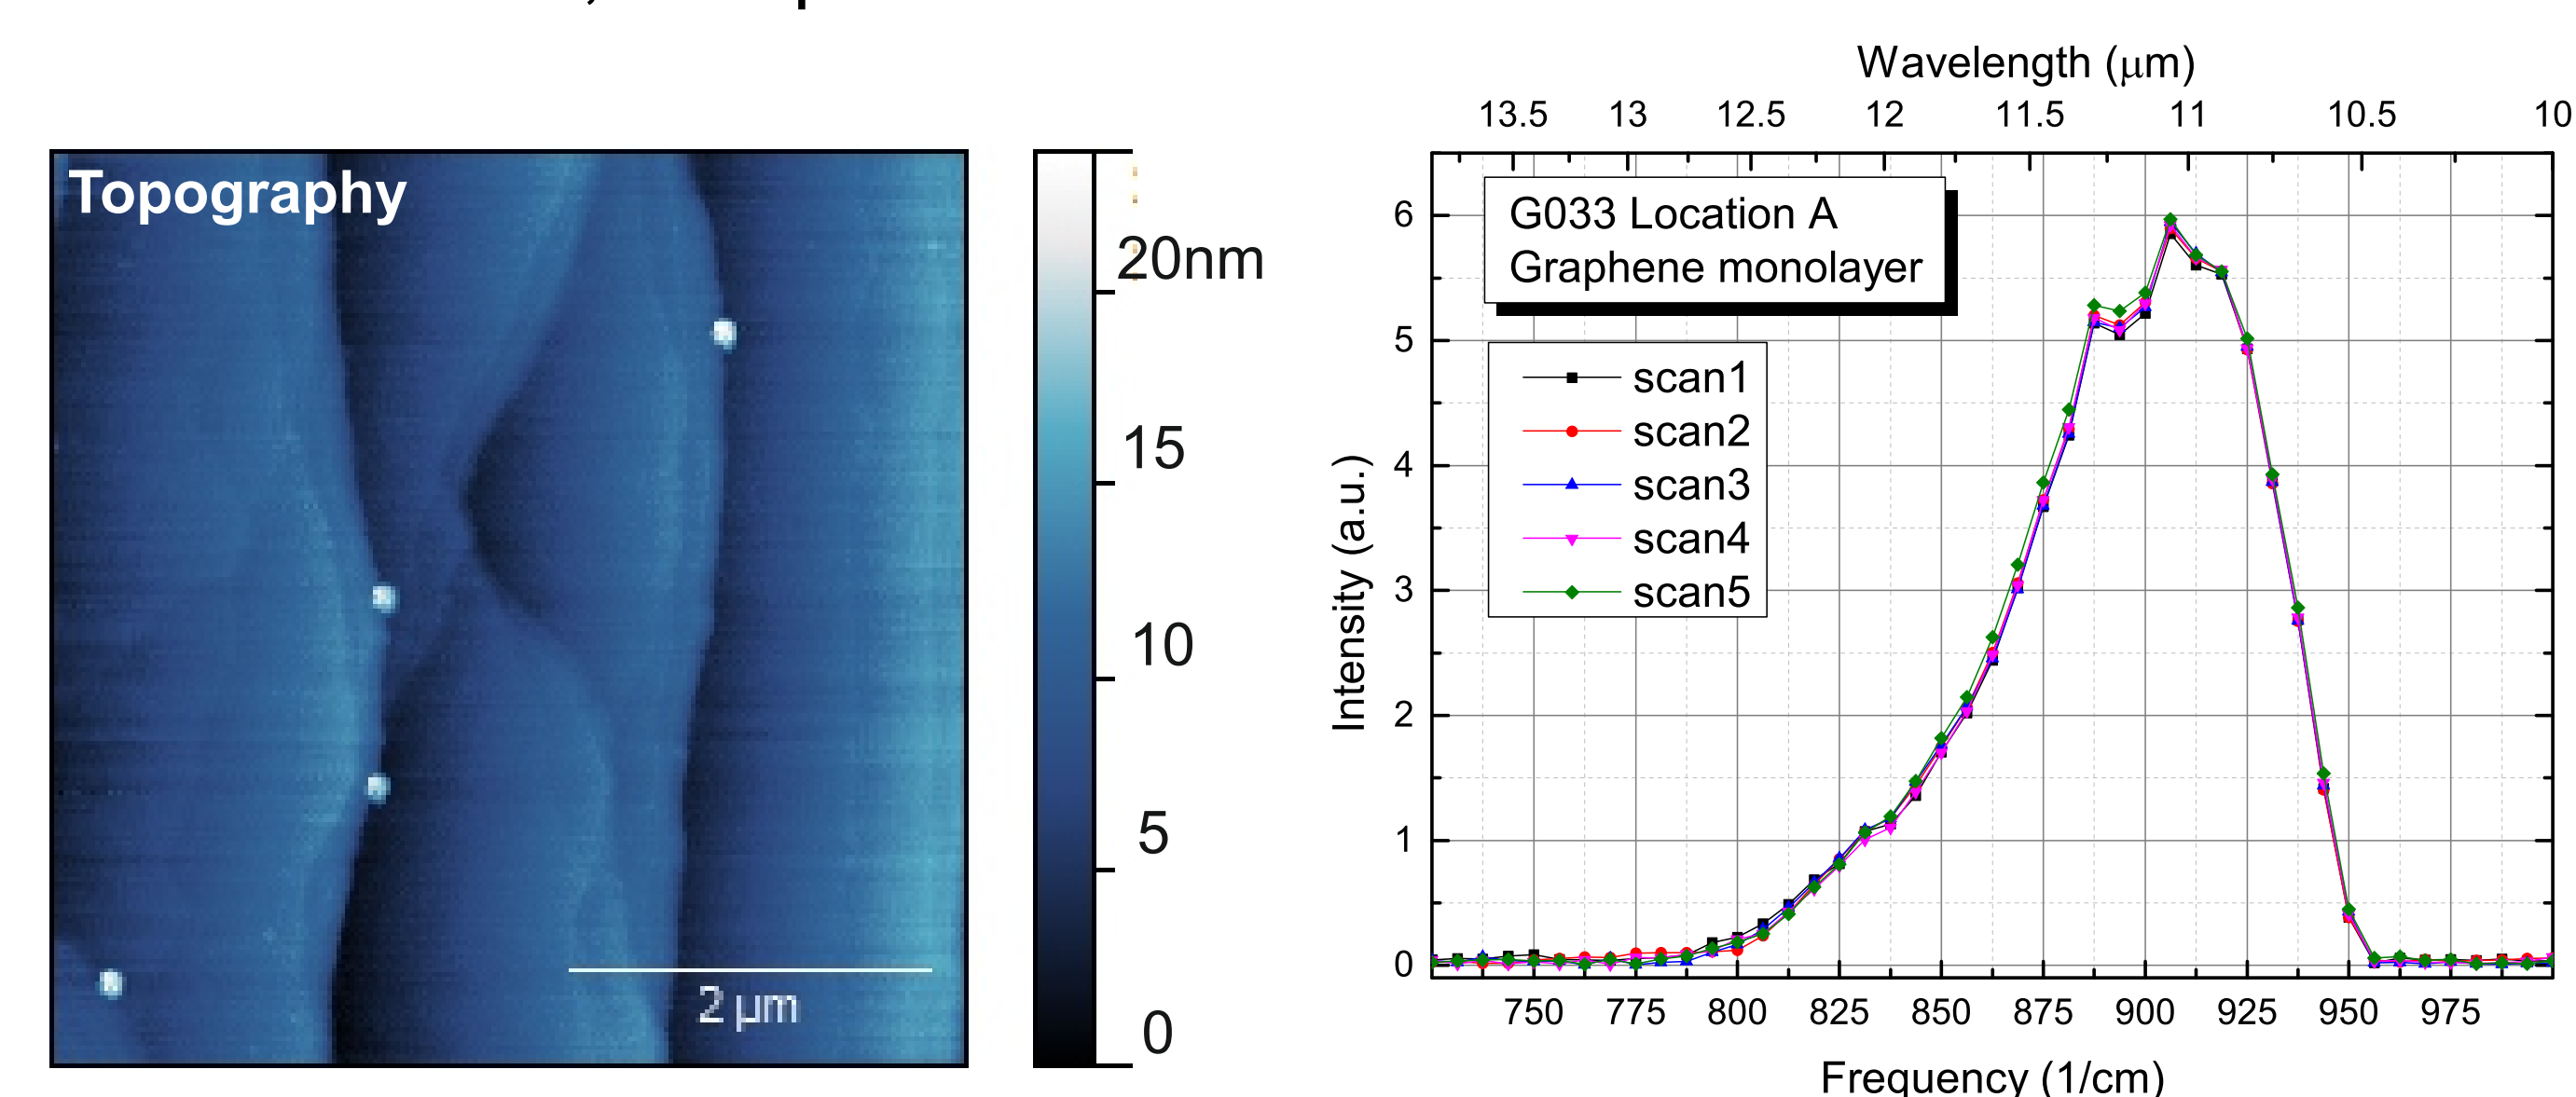 Topography
20nm
15
10
5
0
2 µm
Wavelength (µm)
13.5 13 12.5 12 11.5 11 10.5 10
G033 Location A
Graphene monolayer
scan1
scan2
scan3
scan4
scan5
Intensity (a.u.)
6
5
4
3
2
1
0
750 775 800 825 850 875 900 925 950 975
Frequency (1/cm)